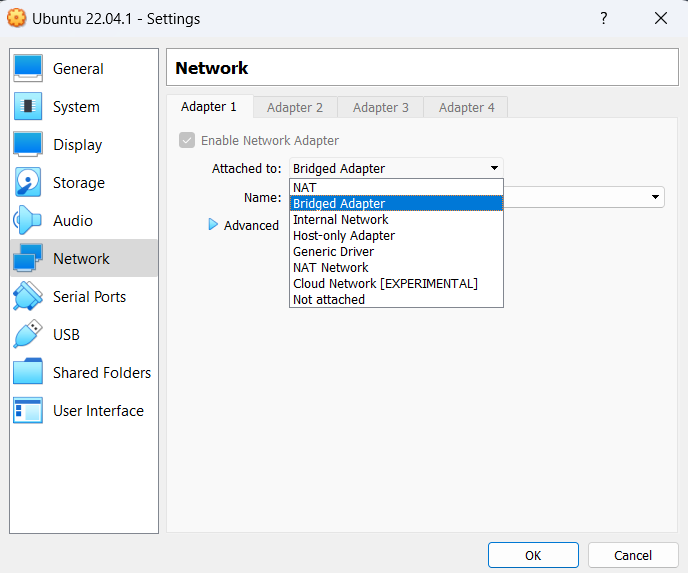 Ubuntu 22.04.1 - Settings
?
General
System
Display
Storage
Audio
Network
Serial Ports
USB
Shared Folders
User Interface
Network
Adapter 1
Adapter 2
Adapter 3
Adapter 4
Enable Network Adapter
Attached to: Bridged Adapter
Name:
Advanced
NAT
Bridged Adapter
Internal Network
Host-only Adapter
Generic Driver
NAT Network
Cloud Network [EXPERIMENTAL]
Not attached
OK
Cancel